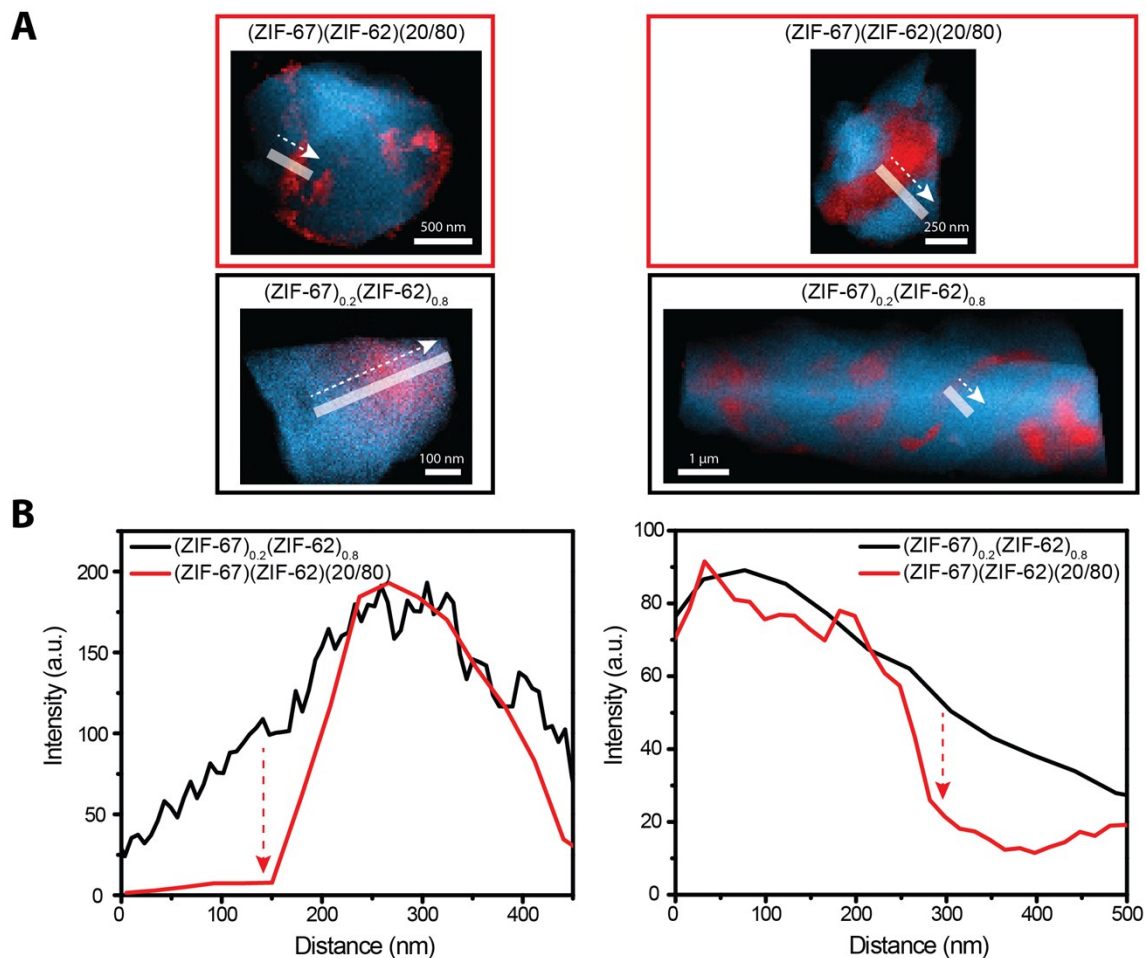 A
(ZIF-67)(ZIF-62)(20/80)
500 nm
(ZIF-67)(ZIF-62)(20/80)
250 nm
(ZIF-67)0.2(ZIF-62)0.8
100 nm
(ZIF-67)0.2(ZIF-62)0.8
1 μm
B
(ZIF-67)0.2(ZIF-62)0.8
(ZIF-67)(ZIF-62)(20/80)
200
150
100
50
0
Intensity (a.u.)
0 100 200 300 400
Distance (nm)
(ZIF-67)0.2(ZIF-62)0.8
(ZIF-67)(ZIF-62)(20/80)
100
80
60
40
20
0
Intensity (a.u.)
0 100 200 300 400 500
Distance (nm)